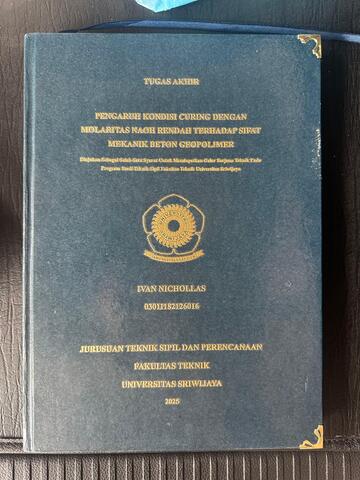 TUGAS AKHIR
PENGARUH KONDISI CURING DENGAN
MOLARITAS NAOH RENDAH TERHADAP SIFAT
MEKANIK BETON GEOPOLIMER
Diajukan Sebagai Salah Satu Syarat Untuk Mendapatkan Gelar Sarjana Teknik Pada
Program Studi Teknik Sipil Fakultas Teknik Universitas Sriwijaya
IVAN NICHOLLAS
03011182126016
JURUSUAN TEKNIK SIPIL DAN PERENCANAAN
FAKULTAS TEKNIK
UNIVERSITAS SRIWIJAYA
2025